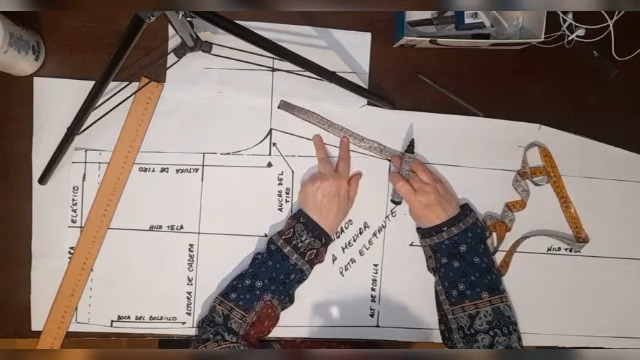 ALTURA DE TIRO
ELÁSTICO
ANCHO DEL
TIRO
HILO TELA
A MEDIDA
PATA ELEFANTE
HILO TELA
ALTURA DE CADERA
ALT DE RODILLA
BOCA DEL BOLSILLO